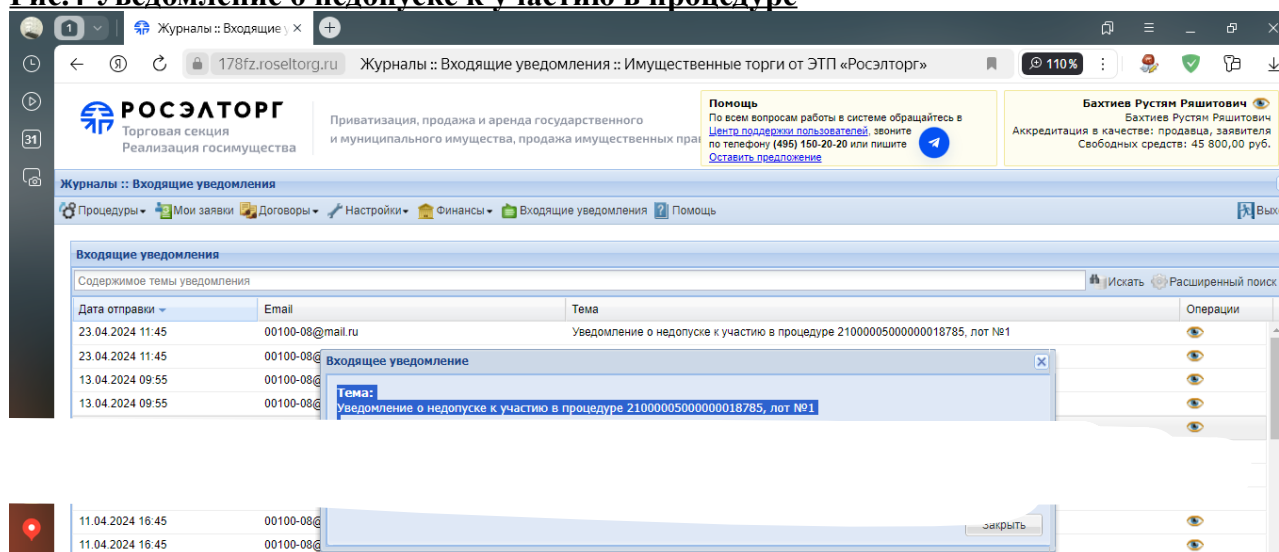 Рис.4 Уведомление о недопуске к участию в процедуре
1
Журналы :: Входящие у
178fz.roseltorg.ru Журналы :: Входящие уведомления :: Имущественные торги от ЭТП «Росэлторг»
110%
31
РОСЭЛТОРГ
Торговая секция
Реализация госимущества
Приватизация, продажа и аренда государственного
и муниципального имущества, продажа имущественных пра
Помощь
По всем вопросам работы в системе обращайтесь в
Центр поддержки пользователей, звоните
по телефону (495) 150-20-20 или пишите
Оставить предложение
Бахтиев Рустям Ряшитович
Бахтиев Рустям Ряшитович
Аккредитация в качестве: продавца, заявителя
Свободных средств: 45 800,00 руб.
Журналы :: Входящие уведомления
Процедуры Мои заявки Договоры Настройки Финансы Входящие уведомления Помощь Вых
Входящие уведомления
Содержимое темы уведомления Искать Расширенный поиск
Дата отправки Email Тема Операции
23.04.2024 11:45 00100-08@mail.ru Уведомление о недопуске к участию в процедуре 21000005000000018785, лот №1
23.04.2024 11:45 00100-08@
Входящее уведомление
13.04.2024 09:55 00100-08@
Тема:
13.04.2024 09:55 00100-08@
Уведомление о недопуске к участию в процедуре 21000005000000018785, лот №1
11.04.2024 16:45 00100-08@
Закрыть
11.04.2024 16:45 00100-08@